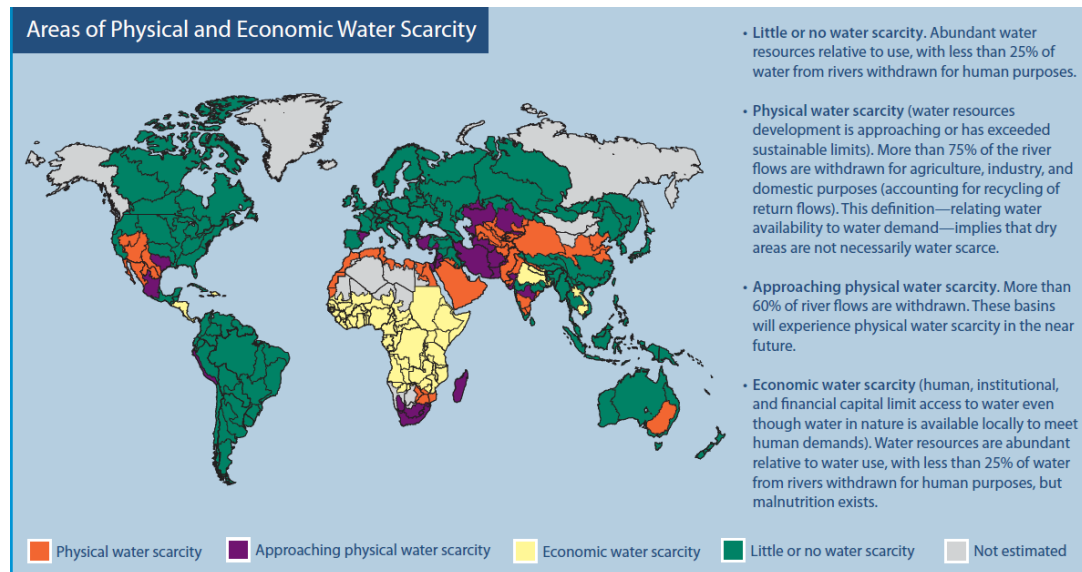 Areas of Physical and Economic Water Scarcity
• Little or no water scarcity. Abundant water
resources relative to use, with less than 25% of
water from rivers withdrawn for human purposes.
• Physical water scarcity (water resources
development is approaching or has exceeded
sustainable limits). More than 75% of the river
flows are withdrawn for agriculture, industry, and
domestic purposes (accounting for recycling of
return flows). This definition—relating water
availability to water demand—implies that dry
areas are not necessarily water scarce.
• Approaching physical water scarcity. More than
60% of river flows are withdrawn. These basins
will experience physical water scarcity in the near
future.
• Economic water scarcity (human, institutional,
and financial capital limit access to water even
though water in nature is available locally to meet
human demands). Water resources are abundant
relative to water use, with less than 25% of water
from rivers withdrawn for human purposes, but
malnutrition exists.
Physical water scarcity
Approaching physical water scarcity
Economic water scarcity
Little or no water scarcity
Not estimated